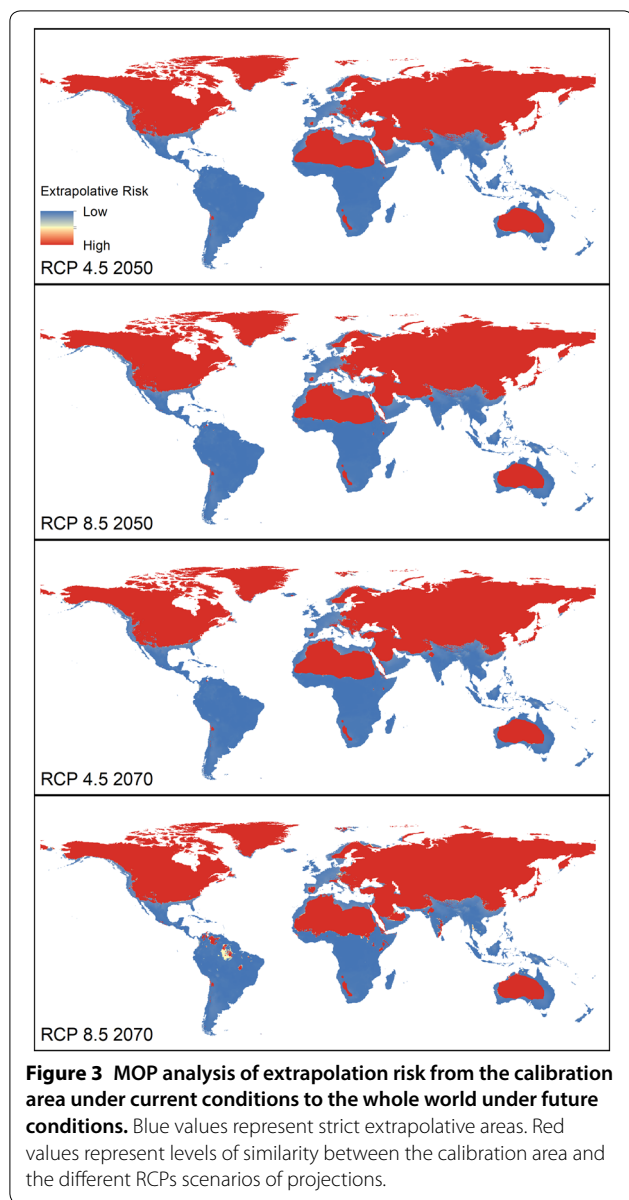 Extrapolative Risk
Low
High
RCP 4.5 2050
RCP 8.5 2050
RCP 4.5 2070
RCP 8.5 2070
Figure 3 MOP analysis of extrapolation risk from the calibration
area under current conditions to the whole world under future
conditions. Blue values represent strict extrapolative areas. Red
values represent levels of similarity between the calibration area and
the different RCPs scenarios of projections.